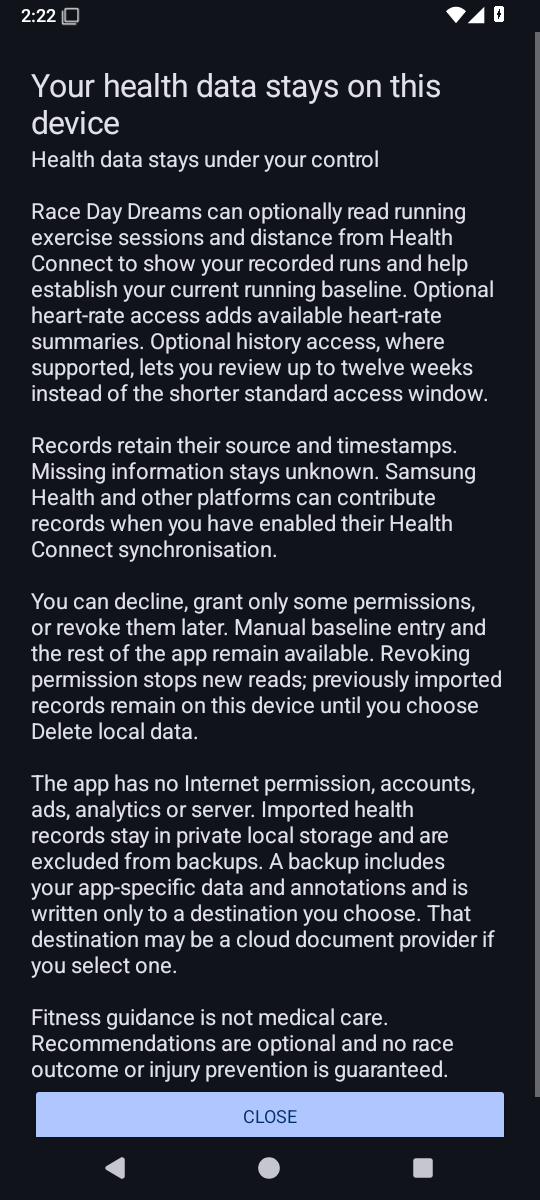 2:22
Your health data stays on this
device
Health data stays under your control
Race Day Dreams can optionally read running
exercise sessions and distance from Health
Connect to show your recorded runs and help
establish your current running baseline. Optional
heart-rate access adds available heart-rate
summaries. Optional history access, where
supported, lets you review up to twelve weeks
instead of the shorter standard access window.
Records retain their source and timestamps.
Missing information stays unknown. Samsung
Health and other platforms can contribute
records when you have enabled their Health
Connect synchronisation.
You can decline, grant only some permissions,
or revoke them later. Manual baseline entry and
the rest of the app remain available. Revoking
permission stops new reads; previously imported
records remain on this device until you choose
Delete local data.
The app has no Internet permission, accounts,
ads, analytics or server. Imported health
records stay in private local storage and are
excluded from backups. A backup includes
your app-specific data and annotations and is
written only to a destination you choose. That
destination may be a cloud document provider if
you select one.
Fitness guidance is not medical care.
Recommendations are optional and no race
outcome or injury prevention is guaranteed.
CLOSE